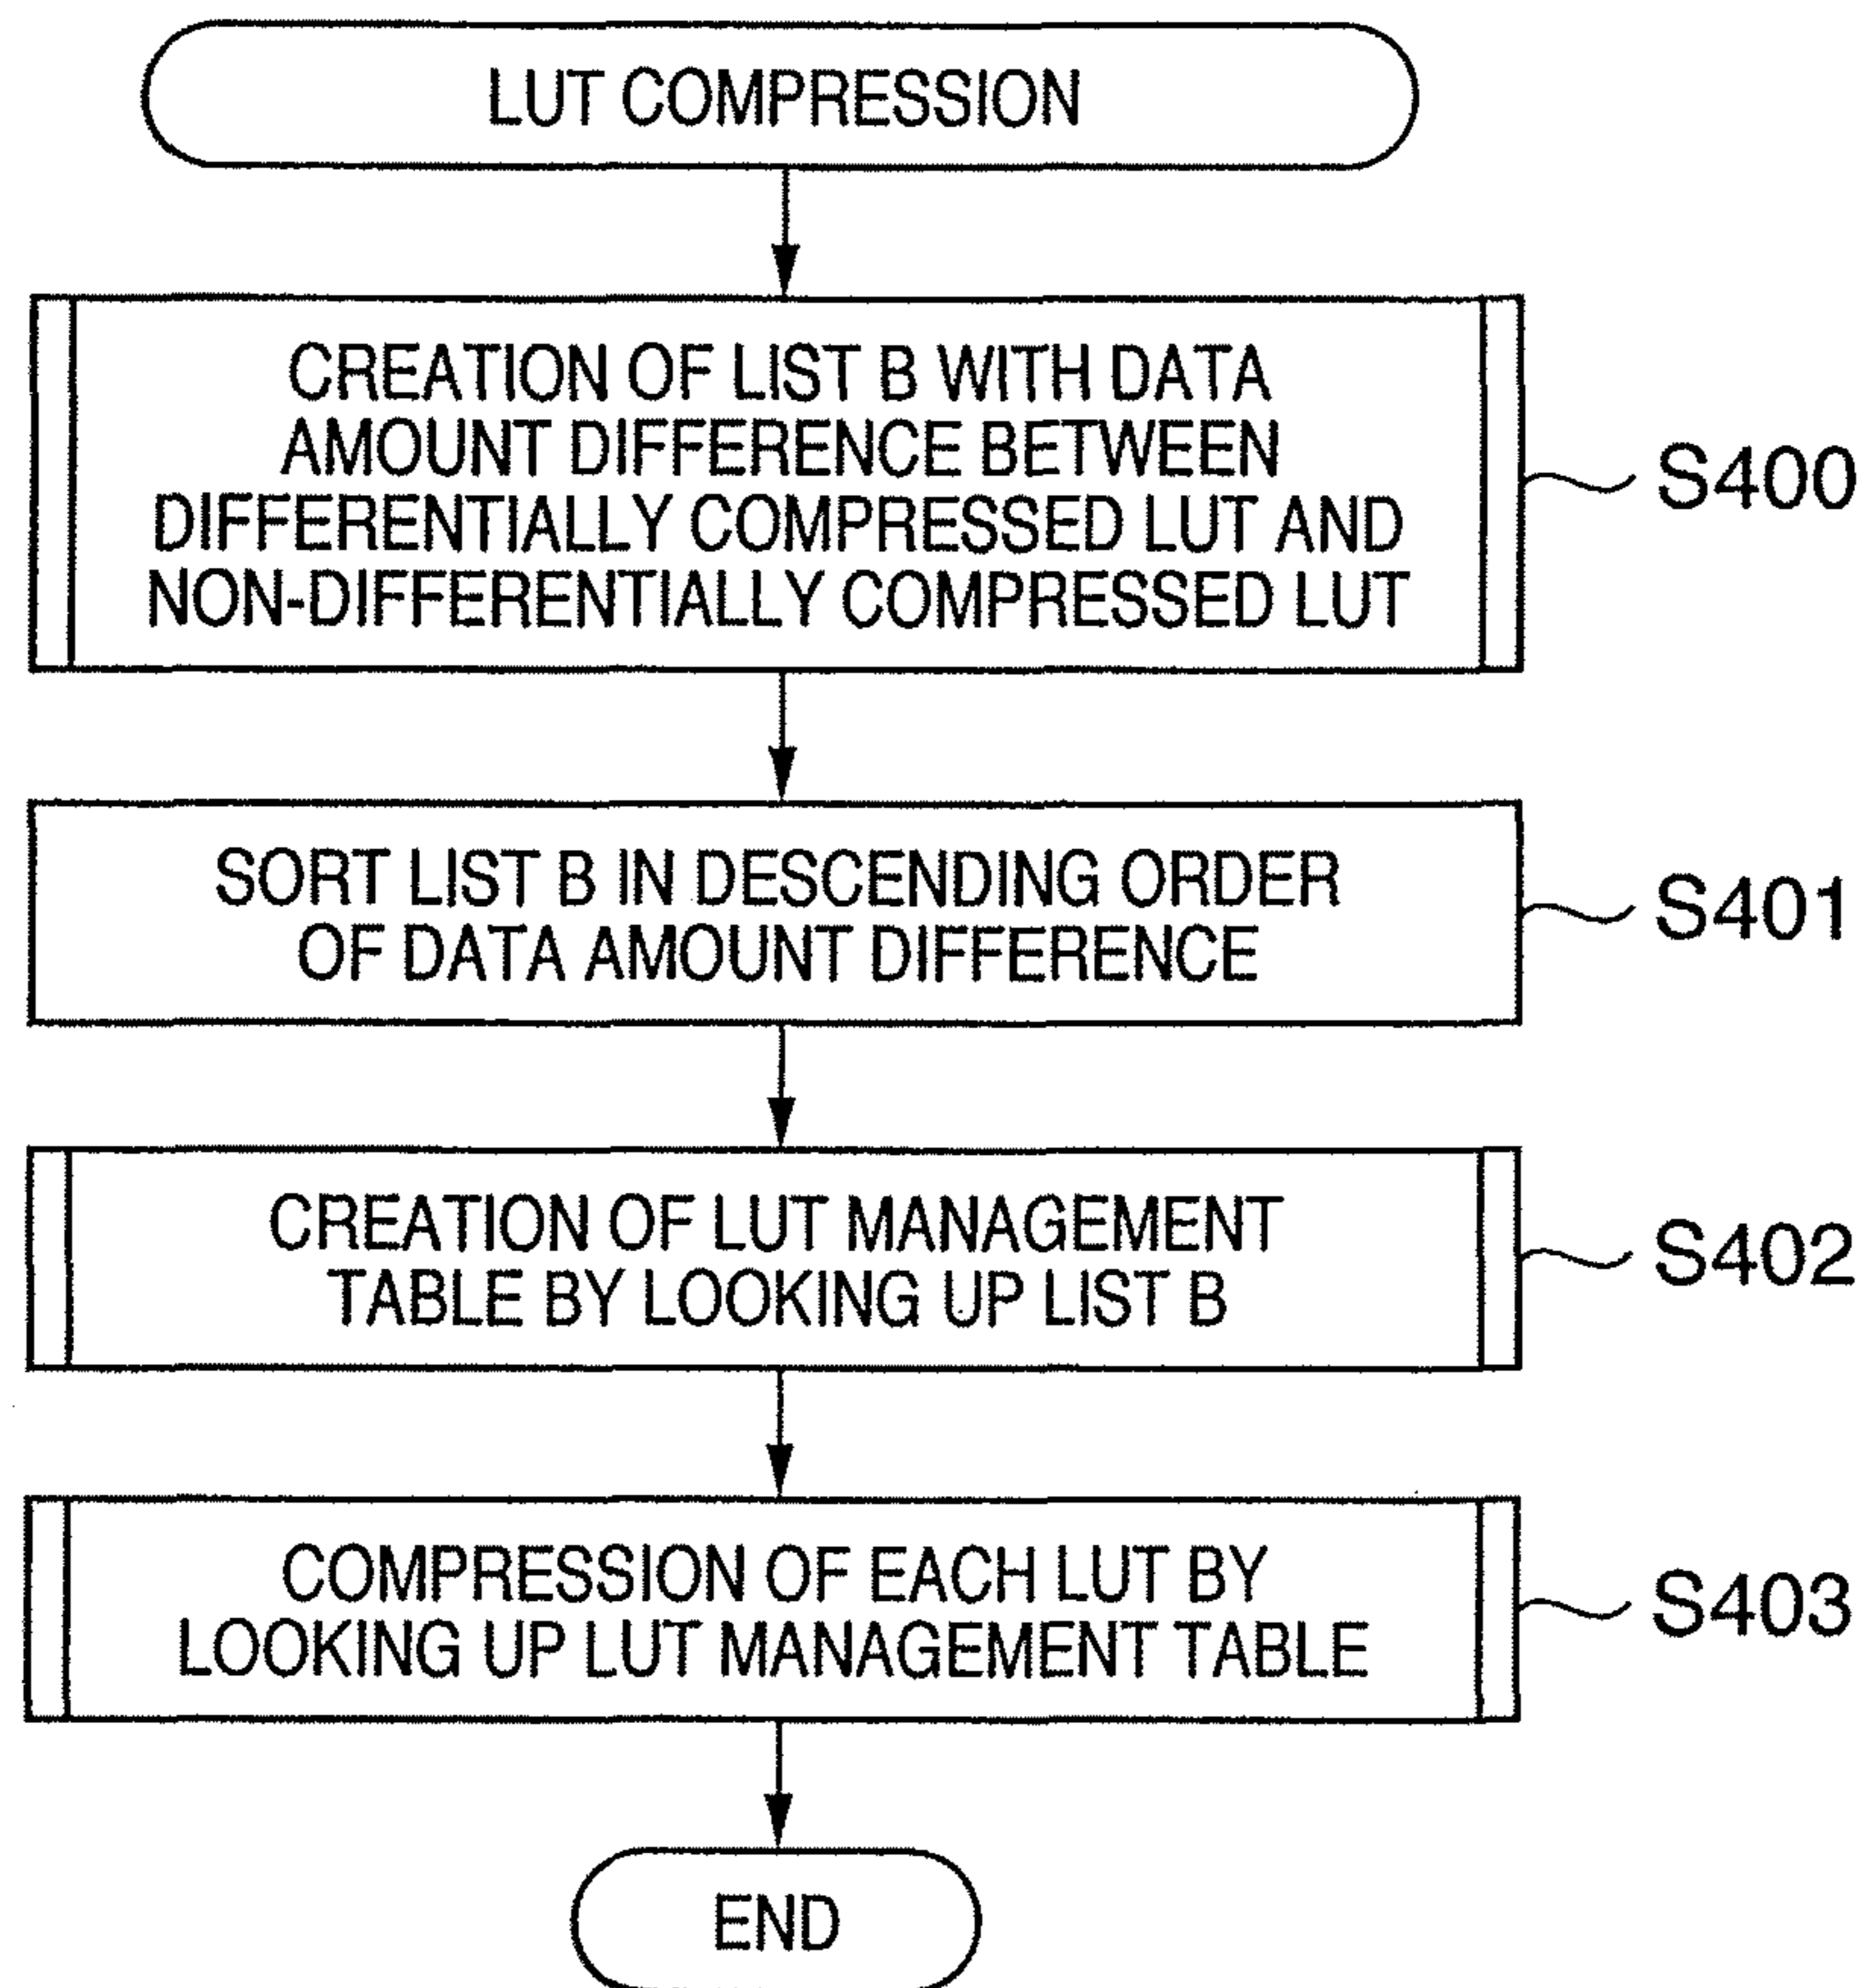 LUT COMPRESSION
CREATION OF LIST B WITH DATA
AMOUNT DIFFERENCE BETWEEN
DIFFERENTIALLY COMPRESSED LUT AND
NON-DIFFERENTIALLY COMPRESSED LUT
S400
SORT LIST B IN DESCENDING ORDER
OF DATA AMOUNT DIFFERENCE
S401
CREATION OF LUT MANAGEMENT
TABLE BY LOOKING UP LIST B
S402
COMPRESSION OF EACH LUT BY
LOOKING UP LUT MANAGEMENT TABLE
S403
END